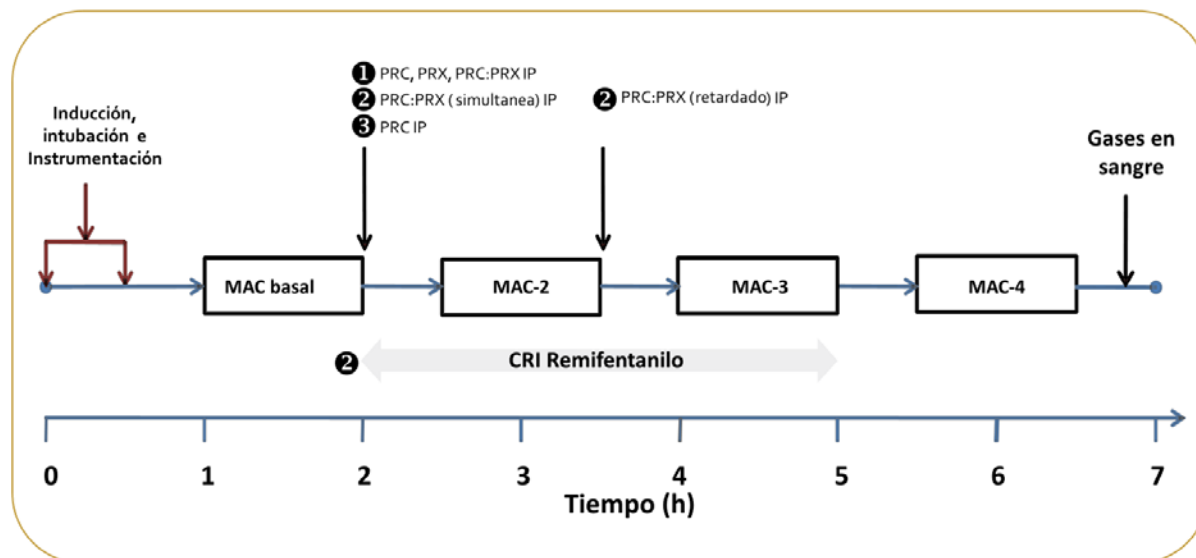 ❶ PRC, PRX, PRC:PRX IP
❷ PRC:PRX ( simultanea) IP
❸ PRC IP
❷ PRC:PRX (retardado) IP
Inducción,
intubación e
Instrumentación
Gases en
sangre
MAC basal
MAC-2
MAC-3
MAC-4
❷ CRI Remifentanilo
0 1 2 3 4 5 6 7
Tiempo (h)